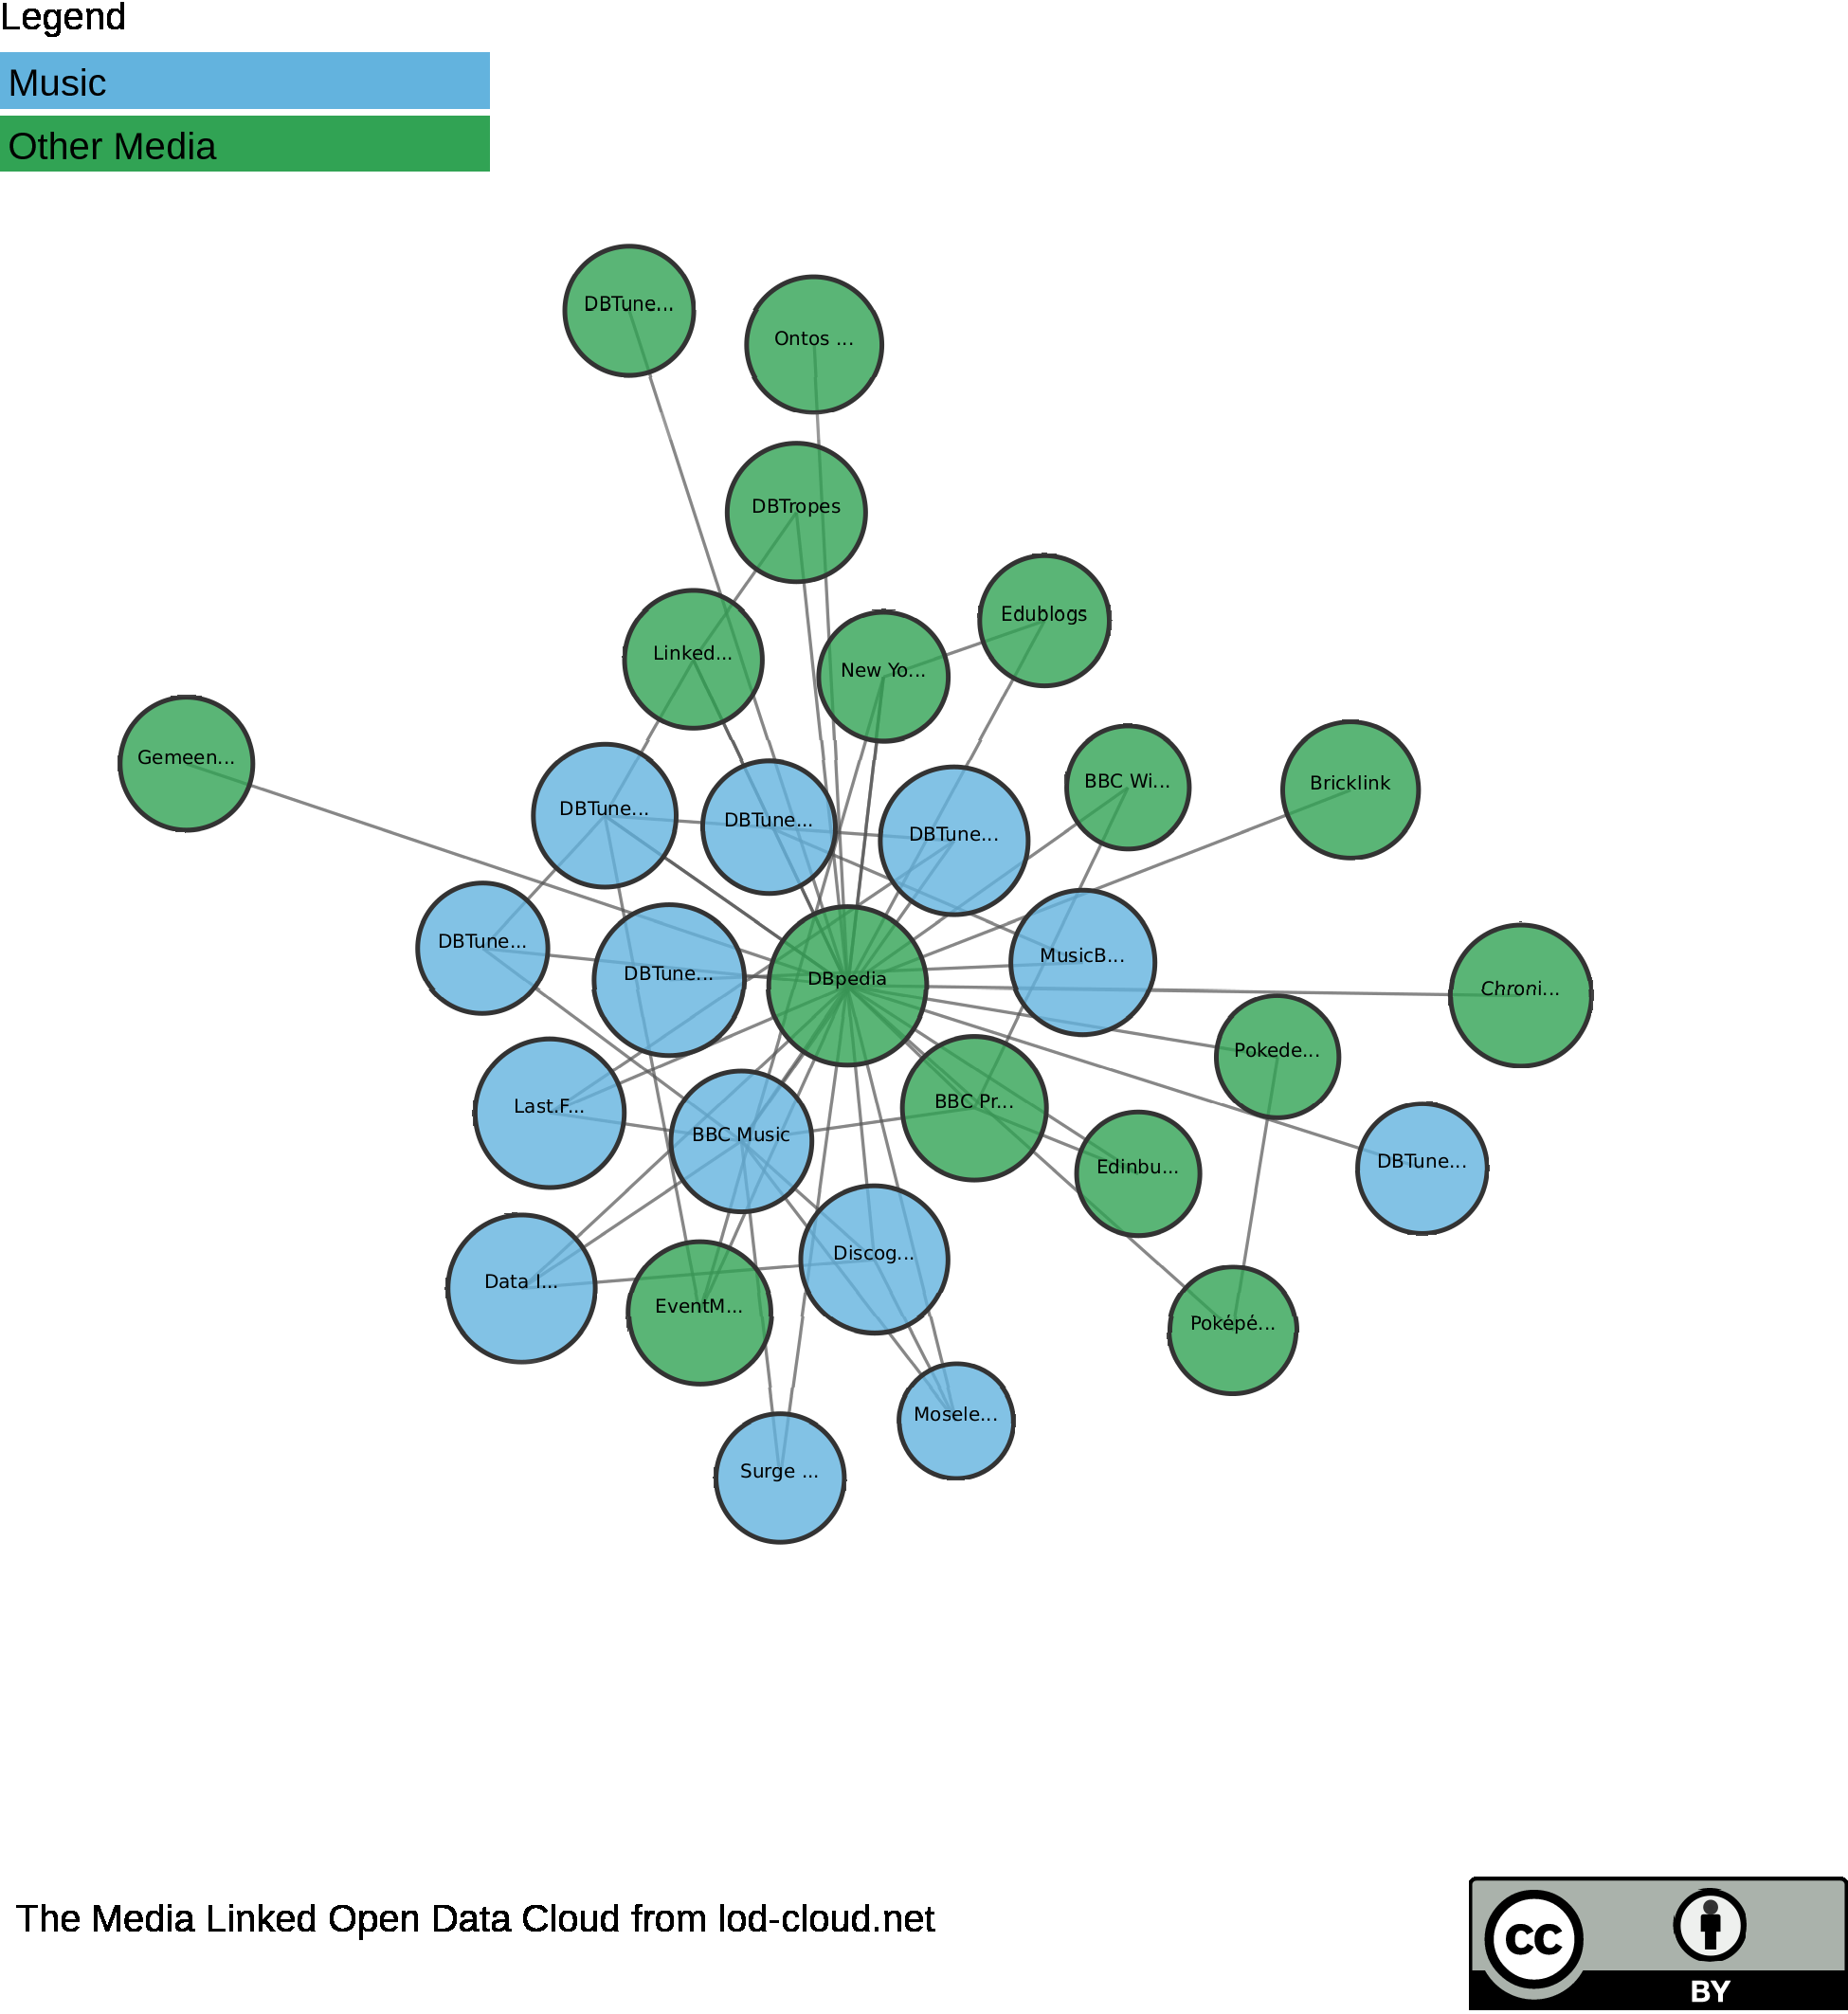 Legend
Music
Other Media
DBTune...
Ontos ...
DBTropes
Edublogs
Linked...
New Yo...
Gemeen...
BBC Wi...
Bricklink
DBTune...
DBTune...
DBTune...
DBTune...
MusicB...
DBTune...
DBpedia
Chroni...
Pokede...
Last.F...
BBC Pr...
BBC Music
Edinbu...
DBTune...
Discog...
Data I...
EventM...
Poképé...
Mosele...
Surge ...
The Media Linked Open Data Cloud from lod-cloud.net
cc
BY